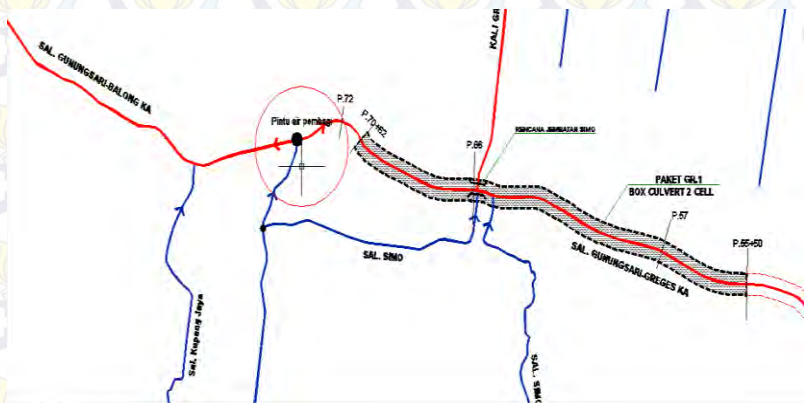 SAL. GUNUNGSARI-BALONG KA
KALI GR
P.72
Pintu air pembagi
P.70+62
P.66
RENCANA JEMBATAN SIMO
PAKET GR.1
BOX CULVERT 2 CELL
P.57
P.55+50
SAL. SIMO
SAL. GUNUNGSARI-GREGES KA
Sal. Kupang Jaya
SAL. SIMO